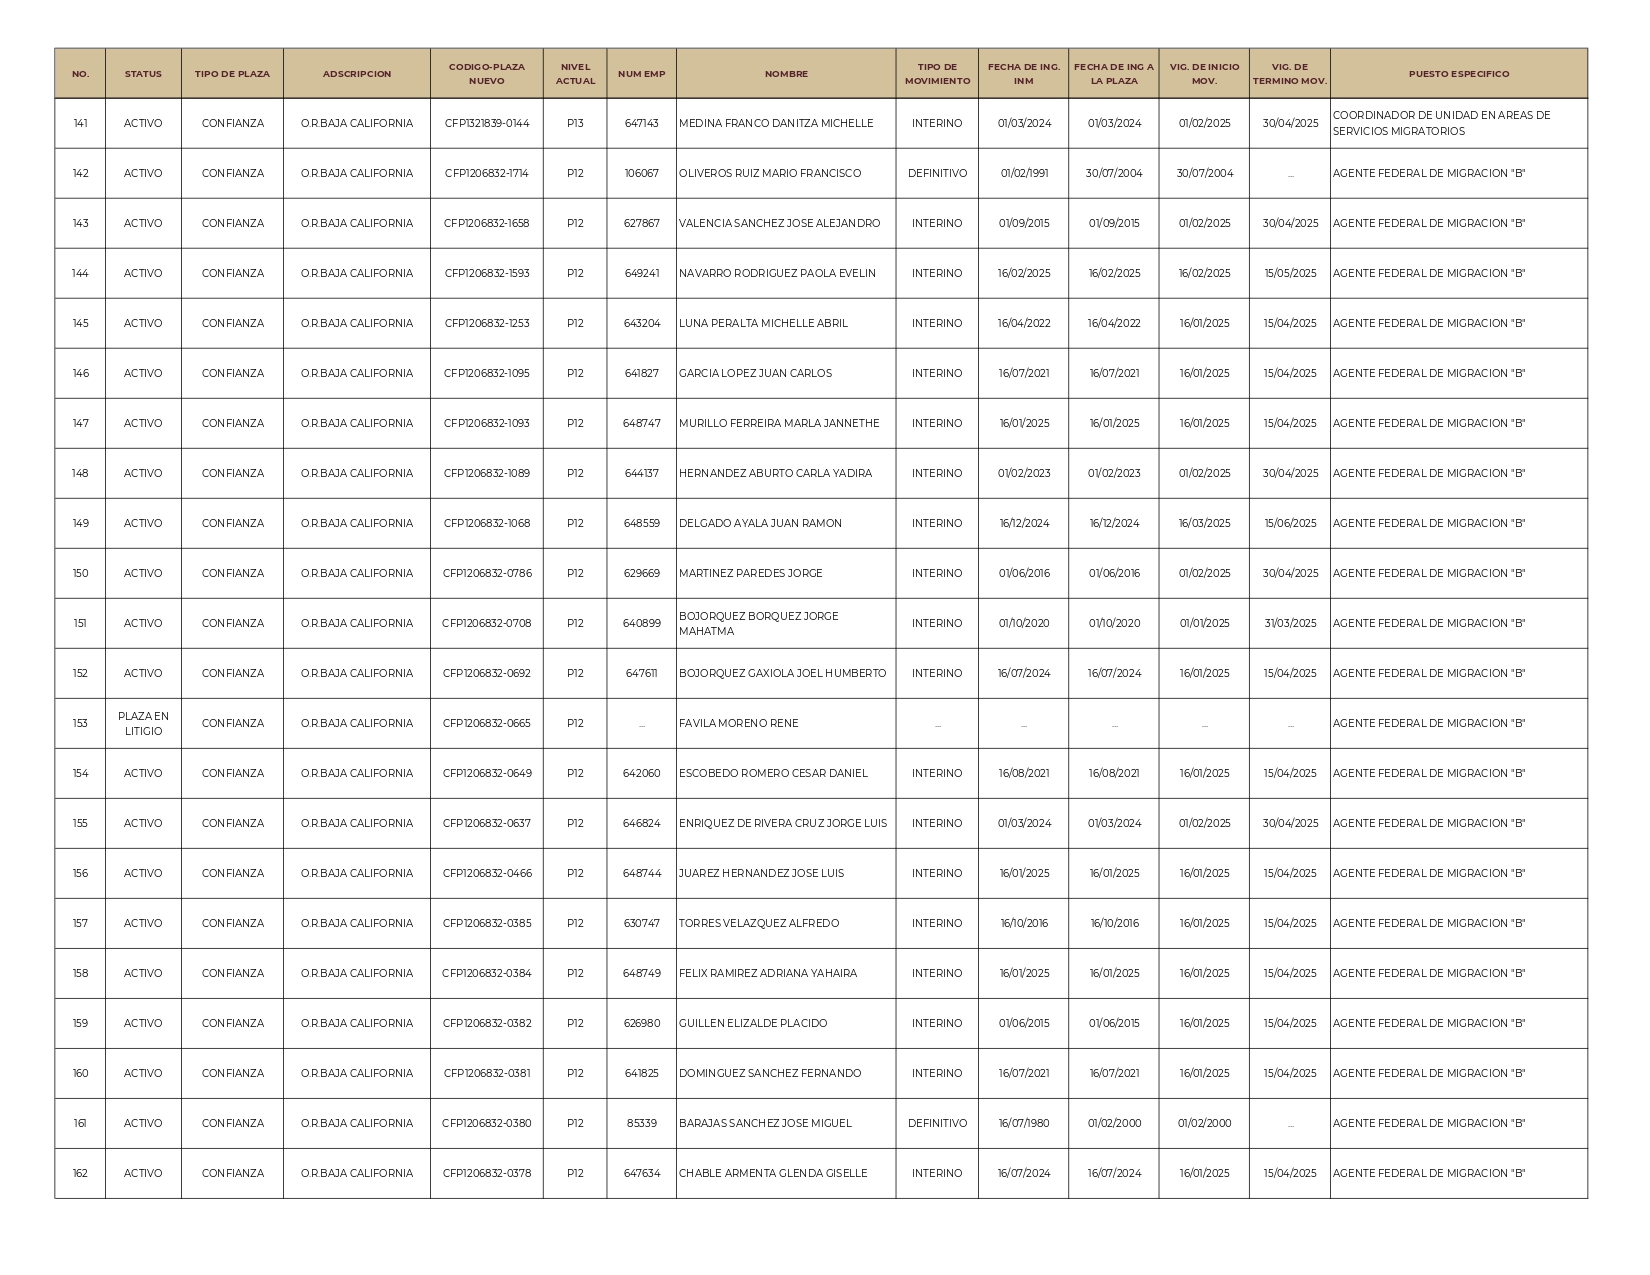 NO. STATUS TIPO DE PLAZA ADSCRIPCION CODIGO-PLAZA NUEVO NIVEL ACTUAL NUM EMP NOMBRE TIPO DE MOVIMIENTO FECHA DE ING. INM FECHA DE ING A LA PLAZA VIG. DE INICIO MOV. VIG. DE TERMINO MOV. PUESTO ESPECIFICO
141 ACTIVO CONFIANZA O.R.BAJA CALIFORNIA CFP1321839-0144 P13 647143 MEDINA FRANCO DANITZA MICHELLE INTERINO 01/03/2024 01/03/2024 01/02/2025 30/04/2025 COORDINADOR DE UNIDAD EN AREAS DE SERVICIOS MIGRATORIOS
142 ACTIVO CONFIANZA O.R.BAJA CALIFORNIA CFP1206832-1714 P12 106067 OLIVEROS RUIZ MARIO FRANCISCO DEFINITIVO 01/02/1991 30/07/2004 30/07/2004 ... AGENTE FEDERAL DE MIGRACION "B"
143 ACTIVO CONFIANZA O.R.BAJA CALIFORNIA CFP1206832-1658 P12 627867 VALENCIA SANCHEZ JOSE ALEJANDRO INTERINO 01/09/2015 01/09/2015 01/02/2025 30/04/2025 AGENTE FEDERAL DE MIGRACION "B"
144 ACTIVO CONFIANZA O.R.BAJA CALIFORNIA CFP1206832-1593 P12 649241 NAVARRO RODRIGUEZ PAOLA EVELIN INTERINO 16/02/2025 16/02/2025 16/02/2025 15/05/2025 AGENTE FEDERAL DE MIGRACION "B"
145 ACTIVO CONFIANZA O.R.BAJA CALIFORNIA CFP1206832-1253 P12 643204 LUNA PERALTA MICHELLE ABRIL INTERINO 16/04/2022 16/04/2022 16/01/2025 15/04/2025 AGENTE FEDERAL DE MIGRACION "B"
146 ACTIVO CONFIANZA O.R.BAJA CALIFORNIA CFP1206832-1095 P12 641827 GARCIA LOPEZ JUAN CARLOS INTERINO 16/07/2021 16/07/2021 16/01/2025 15/04/2025 AGENTE FEDERAL DE MIGRACION "B"
147 ACTIVO CONFIANZA O.R.BAJA CALIFORNIA CFP1206832-1093 P12 648747 MURILLO FERREIRA MARLA JANNETHE INTERINO 16/01/2025 16/01/2025 16/01/2025 15/04/2025 AGENTE FEDERAL DE MIGRACION "B"
148 ACTIVO CONFIANZA O.R.BAJA CALIFORNIA CFP1206832-1089 P12 644137 HERNANDEZ ABURTO CARLA YADIRA INTERINO 01/02/2023 01/02/2023 01/02/2025 30/04/2025 AGENTE FEDERAL DE MIGRACION "B"
149 ACTIVO CONFIANZA O.R.BAJA CALIFORNIA CFP1206832-1068 P12 648559 DELGADO AYALA JUAN RAMON INTERINO 16/12/2024 16/12/2024 16/03/2025 15/06/2025 AGENTE FEDERAL DE MIGRACION "B"
150 ACTIVO CONFIANZA O.R.BAJA CALIFORNIA CFP1206832-0786 P12 629669 MARTINEZ PAREDES JORGE INTERINO 01/06/2016 01/06/2016 01/02/2025 30/04/2025 AGENTE FEDERAL DE MIGRACION "B"
151 ACTIVO CONFIANZA O.R.BAJA CALIFORNIA CFP1206832-0708 P12 640899 BOJORQUEZ BORQUEZ JORGE MAHATMA INTERINO 01/10/2020 01/10/2020 01/01/2025 31/03/2025 AGENTE FEDERAL DE MIGRACION "B"
152 ACTIVO CONFIANZA O.R.BAJA CALIFORNIA CFP1206832-0692 P12 647611 BOJORQUEZ GAXIOLA JOEL HUMBERTO INTERINO 16/07/2024 16/07/2024 16/01/2025 15/04/2025 AGENTE FEDERAL DE MIGRACION "B"
153 PLAZA EN LITIGIO CONFIANZA O.R.BAJA CALIFORNIA CFP1206832-0665 P12 ... FAVILA MORENO RENE ... ... ... ... ... AGENTE FEDERAL DE MIGRACION "B"
154 ACTIVO CONFIANZA O.R.BAJA CALIFORNIA CFP1206832-0649 P12 642060 ESCOBEDO ROMERO CESAR DANIEL INTERINO 16/08/2021 16/08/2021 16/01/2025 15/04/2025 AGENTE FEDERAL DE MIGRACION "B"
155 ACTIVO CONFIANZA O.R.BAJA CALIFORNIA CFP1206832-0637 P12 646824 ENRIQUEZ DE RIVERA CRUZ JORGE LUIS INTERINO 01/03/2024 01/03/2024 01/02/2025 30/04/2025 AGENTE FEDERAL DE MIGRACION "B"
156 ACTIVO CONFIANZA O.R.BAJA CALIFORNIA CFP1206832-0466 P12 648744 JUAREZ HERNANDEZ JOSE LUIS INTERINO 16/01/2025 16/01/2025 16/01/2025 15/04/2025 AGENTE FEDERAL DE MIGRACION "B"
157 ACTIVO CONFIANZA O.R.BAJA CALIFORNIA CFP1206832-0385 P12 630747 TORRES VELAZQUEZ ALFREDO INTERINO 16/10/2016 16/10/2016 16/01/2025 15/04/2025 AGENTE FEDERAL DE MIGRACION "B"
158 ACTIVO CONFIANZA O.R.BAJA CALIFORNIA CFP1206832-0384 P12 648749 FELIX RAMIREZ ADRIANA YAHAIRA INTERINO 16/01/2025 16/01/2025 16/01/2025 15/04/2025 AGENTE FEDERAL DE MIGRACION "B"
159 ACTIVO CONFIANZA O.R.BAJA CALIFORNIA CFP1206832-0382 P12 626980 GUILLEN ELIZALDE PLACIDO INTERINO 01/06/2015 01/06/2015 16/01/2025 15/04/2025 AGENTE FEDERAL DE MIGRACION "B"
160 ACTIVO CONFIANZA O.R.BAJA CALIFORNIA CFP1206832-0381 P12 641825 DOMINGUEZ SANCHEZ FERNANDO INTERINO 16/07/2021 16/07/2021 16/01/2025 15/04/2025 AGENTE FEDERAL DE MIGRACION "B"
161 ACTIVO CONFIANZA O.R.BAJA CALIFORNIA CFP1206832-0380 P12 85339 BARAJAS SANCHEZ JOSE MIGUEL DEFINITIVO 16/07/1980 01/02/2000 01/02/2000 ... AGENTE FEDERAL DE MIGRACION "B"
162 ACTIVO CONFIANZA O.R.BAJA CALIFORNIA CFP1206832-0378 P12 647634 CHABLE ARMENTA GLENDA GISELLE INTERINO 16/07/2024 16/07/2024 16/01/2025 15/04/2025 AGENTE FEDERAL DE MIGRACION "B"